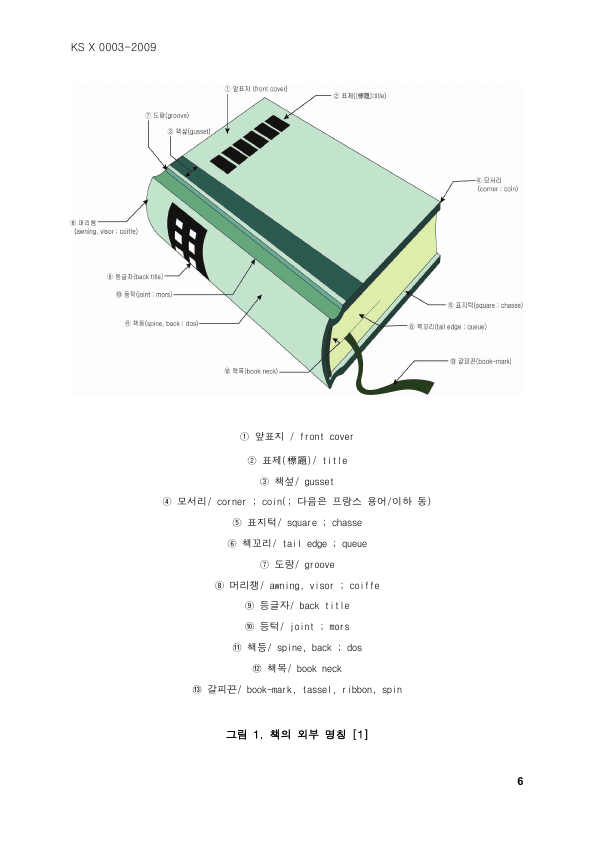 KS X 0003-2009
① 앞표지 (front cover)
② 표제((標題):title)
⑦ 도랑(groove)
③ 책섶(gusset)
④ 모서리
(corner : coin)
⑧ 머리챙
(awning, visor : coiffe)
⑨ 등글자(back title)
⑩ 등턱(joint : mors)
⑤ 표지턱(square : chasse)
⑪ 책등(spine, back : dos)
⑥ 책꼬리(tail edge : queue)
⑬ 갈피끈(book-mark)
⑫ 책목(book neck)
① 앞표지 / front cover
② 표제(標題)/ title
③ 책섶/ gusset
④ 모서리/ corner ; coin(; 다음은 프랑스 용어/이하 동)
⑤ 표지턱/ square ; chasse
⑥ 책꼬리/ tail edge ; queue
⑦ 도랑/ groove
⑧ 머리챙/ awning, visor ; coiffe
⑨ 등글자/ back title
⑩ 등턱/ joint ; mors
⑪ 책등/ spine, back ; dos
⑫ 책목/ book neck
⑬ 갈피끈/ book-mark, tassel, ribbon, spin
그림 1. 책의 외부 명칭 [1]
6